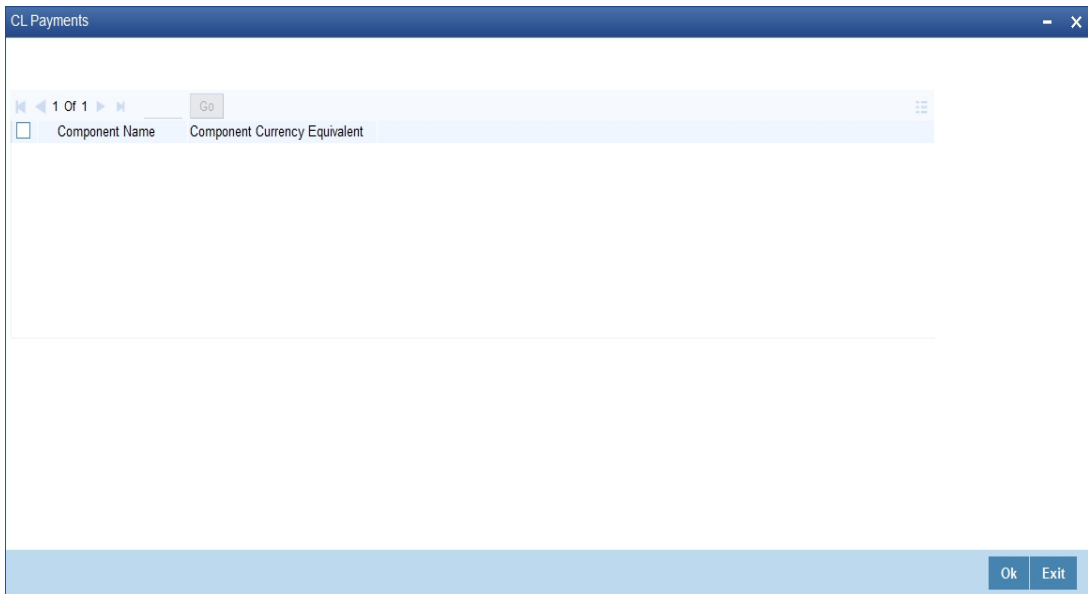 CL Payments
1 Of 1 Go
Component Name Component Currency Equivalent
Ok Exit